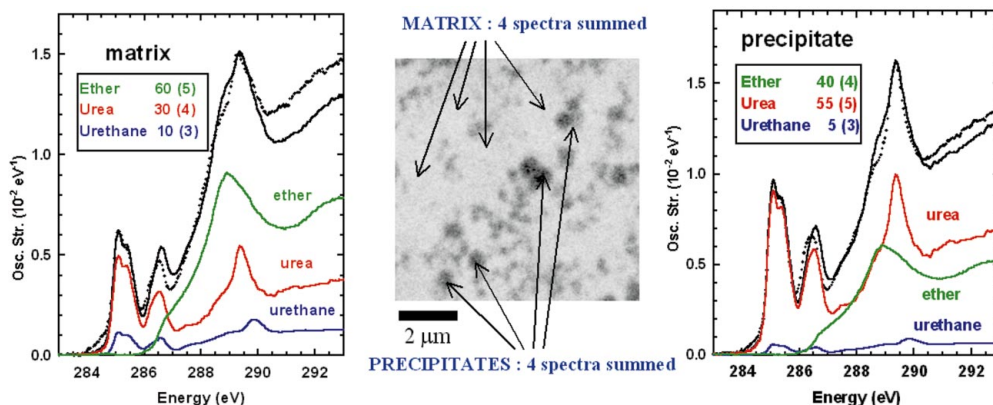 matrix
Ether 60 (5)
Urea 30 (4)
Urethane 10 (3)
ether
urea
urethane
1.5
1.0
0.5
0.0
Osc. Str. (10⁻² eV⁻¹)
284 286 288 290 292
Energy (eV)
MATRIX : 4 spectra summed
2 μm
PRECIPITATES : 4 spectra summed
precipitate
Ether 40 (4)
Urea 55 (5)
Urethane 5 (3)
urea
ether
urethane
1.5
1.0
0.5
0.0
Osc. Str. (10⁻² eV⁻¹)
284 286 288 290 292
Energy (eV)